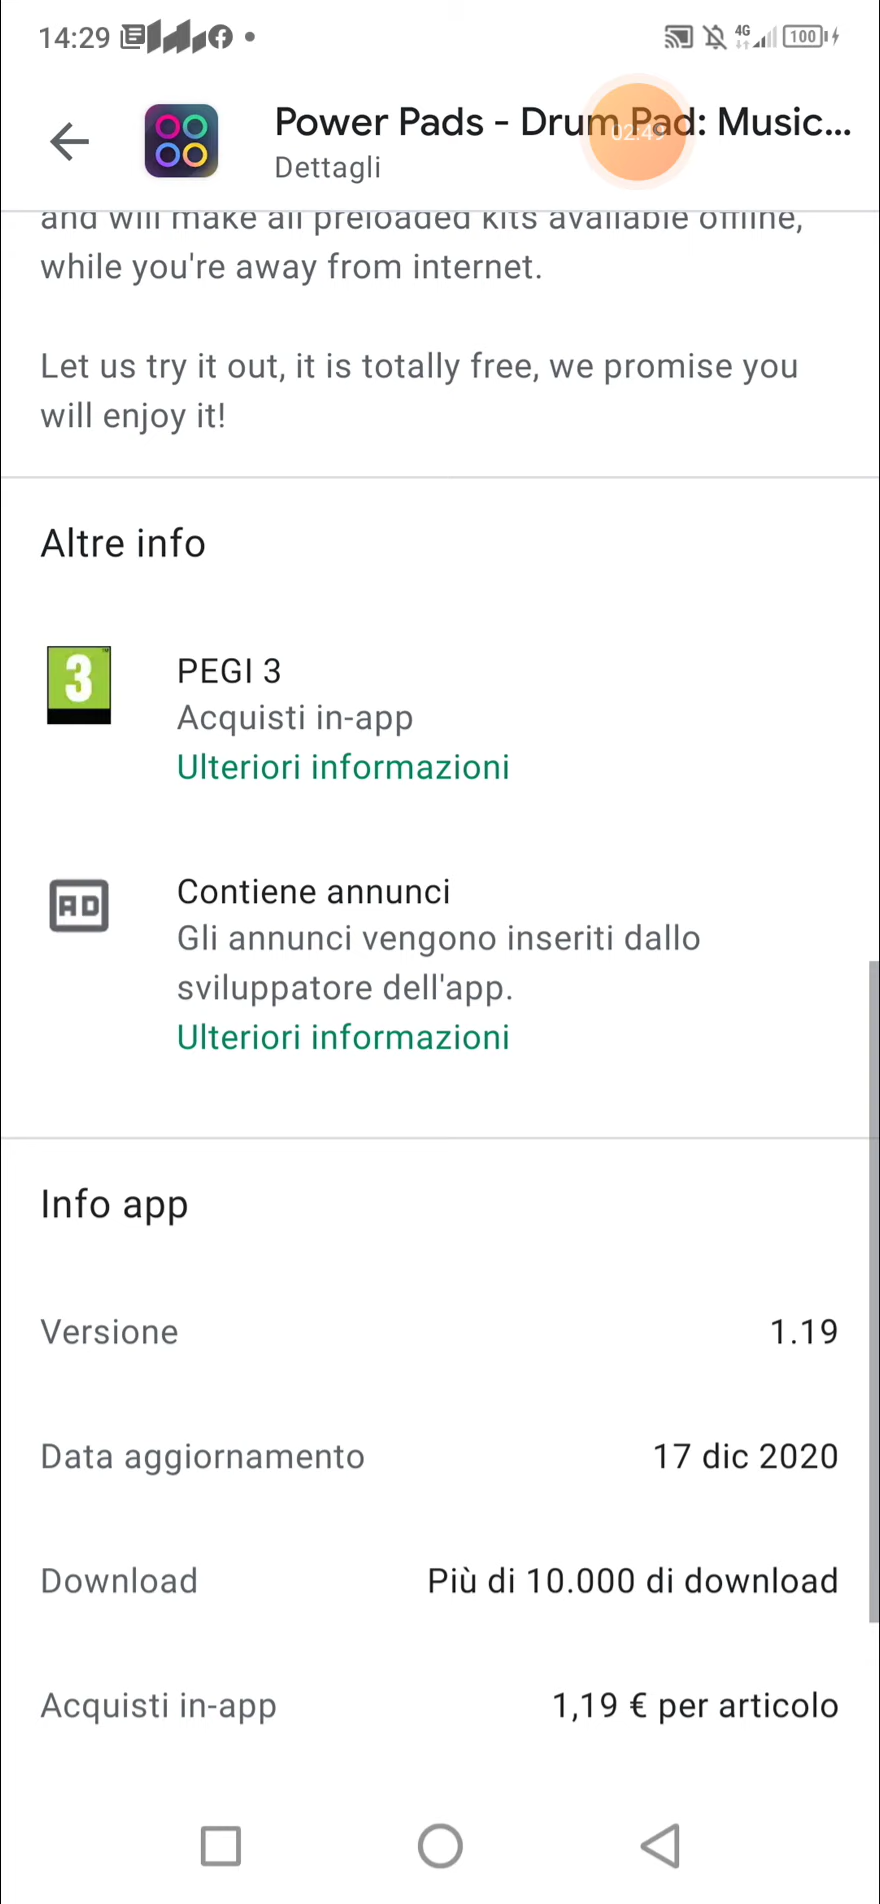 14:29
4G
100
Power Pads - Drum Pad: Music...
02:49
Dettagli
and will make all preloaded kits available offline,
while you're away from internet.
Let us try it out, it is totally free, we promise you
will enjoy it!
Altre info
3
PEGI 3
Acquisti in-app
Ulteriori informazioni
AD
Contiene annunci
Gli annunci vengono inseriti dallo
sviluppatore dell'app.
Ulteriori informazioni
Info app
Versione 1.19
Data aggiornamento 17 dic 2020
Download Più di 10.000 di download
Acquisti in-app 1,19 € per articolo